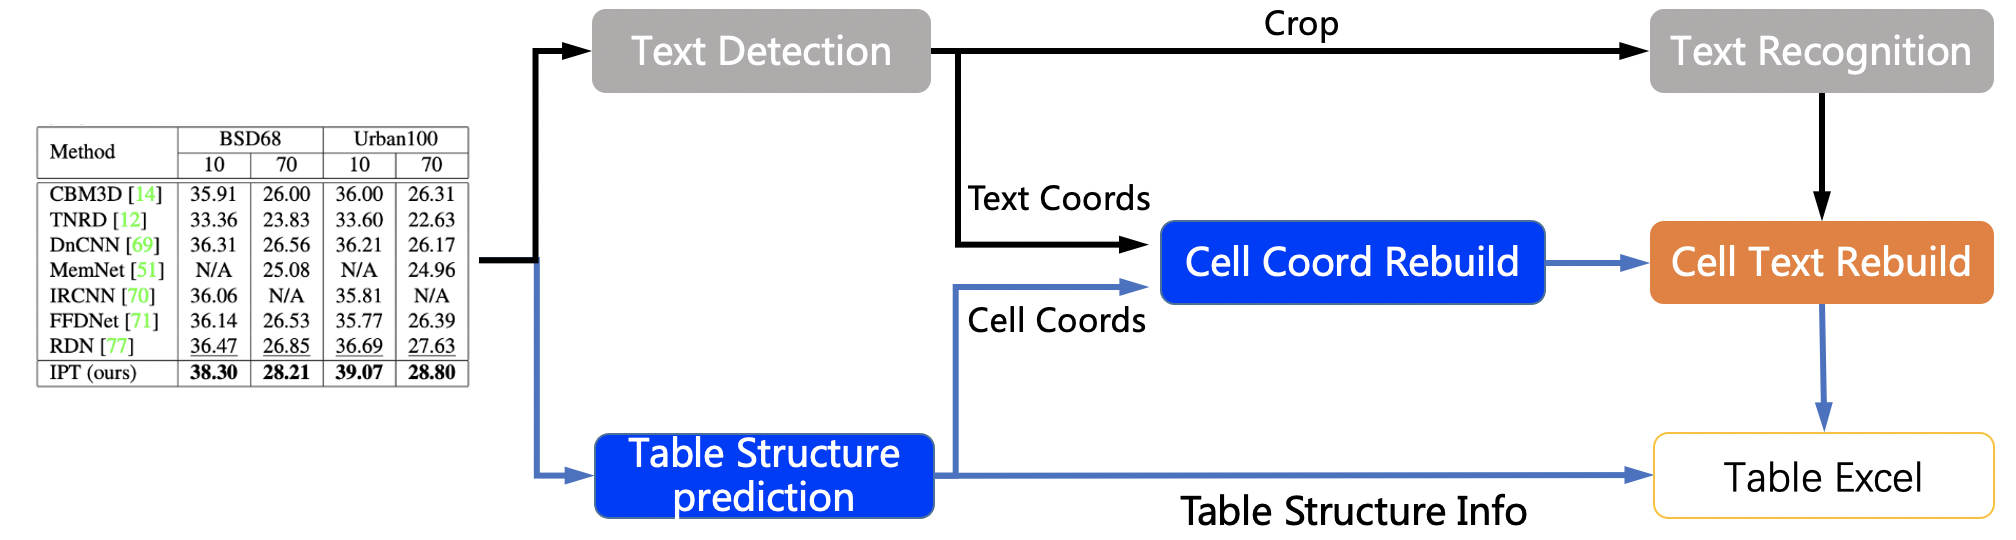 Text Detection
Crop
Text Recognition
Method BSD68 Urban100
10 70 10 70
CBM3D [14] 35.91 26.00 36.00 26.31
TNRD [12] 33.36 23.83 33.60 22.63
DnCNN [69] 36.31 26.56 36.21 26.17
MemNet [51] N/A 25.08 N/A 24.96
IRCNN [70] 36.06 N/A 35.81 N/A
FFDNet [71] 36.14 26.53 35.77 26.39
RDN [77] 36.47 26.85 36.69 27.63
IPT (ours) 38.30 28.21 39.07 28.80
Text Coords
Cell Coord Rebuild
Cell Text Rebuild
Cell Coords
Table Structure
prediction
Table Structure Info
Table Excel